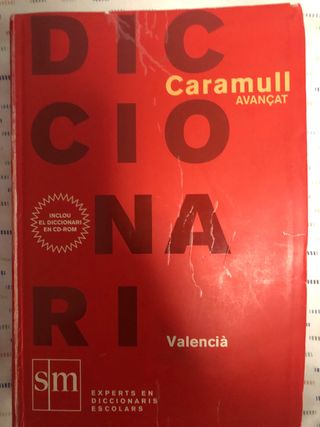 DIC
Caramull
AVANÇAT
CIO
INCLOU
EL DICCIONARI
EN CD-ROM
NA
RI
Valencià
sm
EXPERTS EN
DICCIONARIS
ESCOLARS